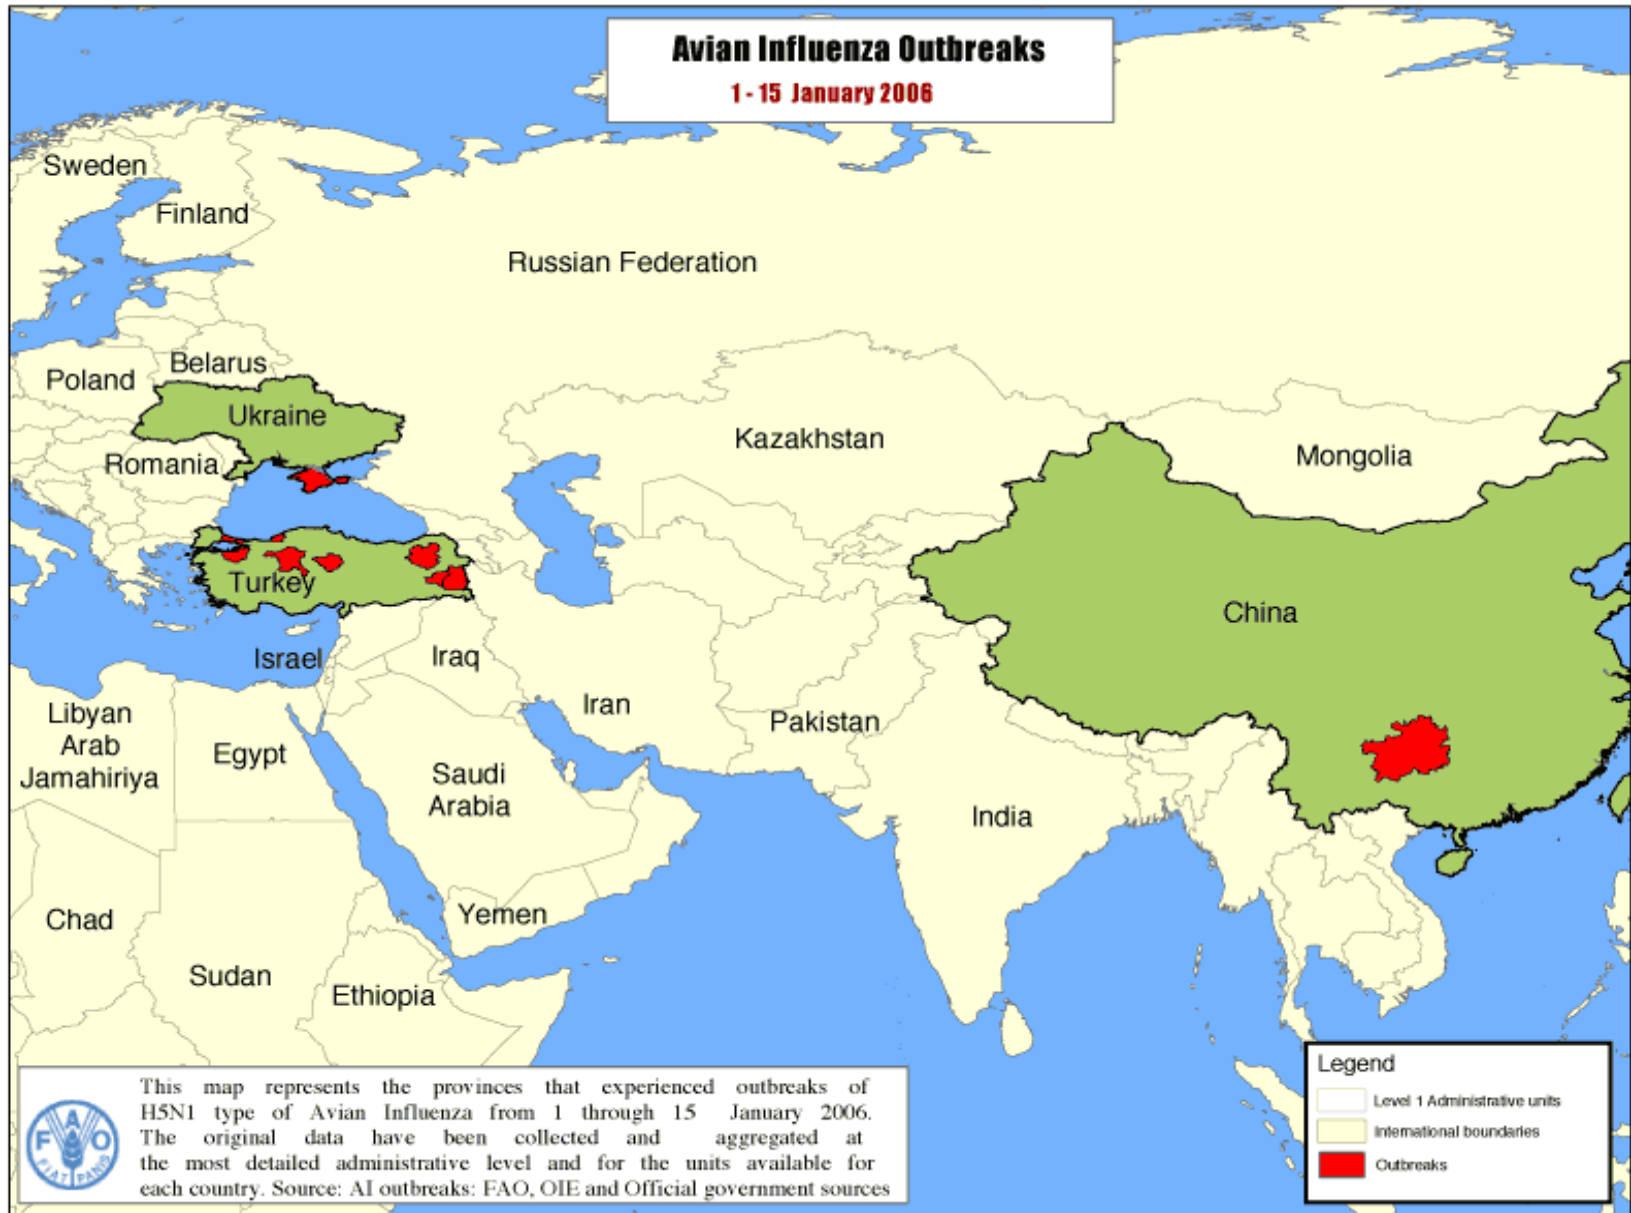 Avian Influenza Outbreaks
1 - 15 January 2006
Sweden
Finland
Russian Federation
Belarus
Poland
Ukraine
Kazakhstan
Romania
Mongolia
Turkey
China
Israel
Iraq
Iran
Pakistan
Libyan
Arab
Jamahiriya
Egypt
Saudi
Arabia
India
Chad
Yemen
Sudan
Ethiopia
This map represents the provinces that experienced outbreaks of
H5N1 type of Avian Influenza from 1 through 15 January 2006.
The original data have been collected and aggregated at
the most detailed administrative level and for the units available for
each country. Source: AI outbreaks: FAO, OIE and Official government sources
F A O
FIAT PANIS
Legend
Level 1 Administrative units
International boundaries
Outbreaks